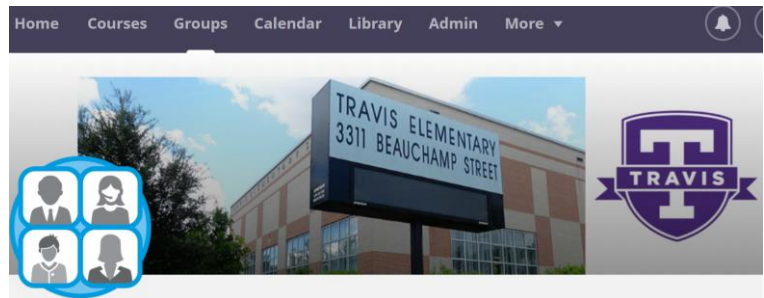 Home Courses Groups Calendar Library Admin More
TRAVIS ELEMENTARY
3311 BEAUCHAMP STREET
T
TRAVIS